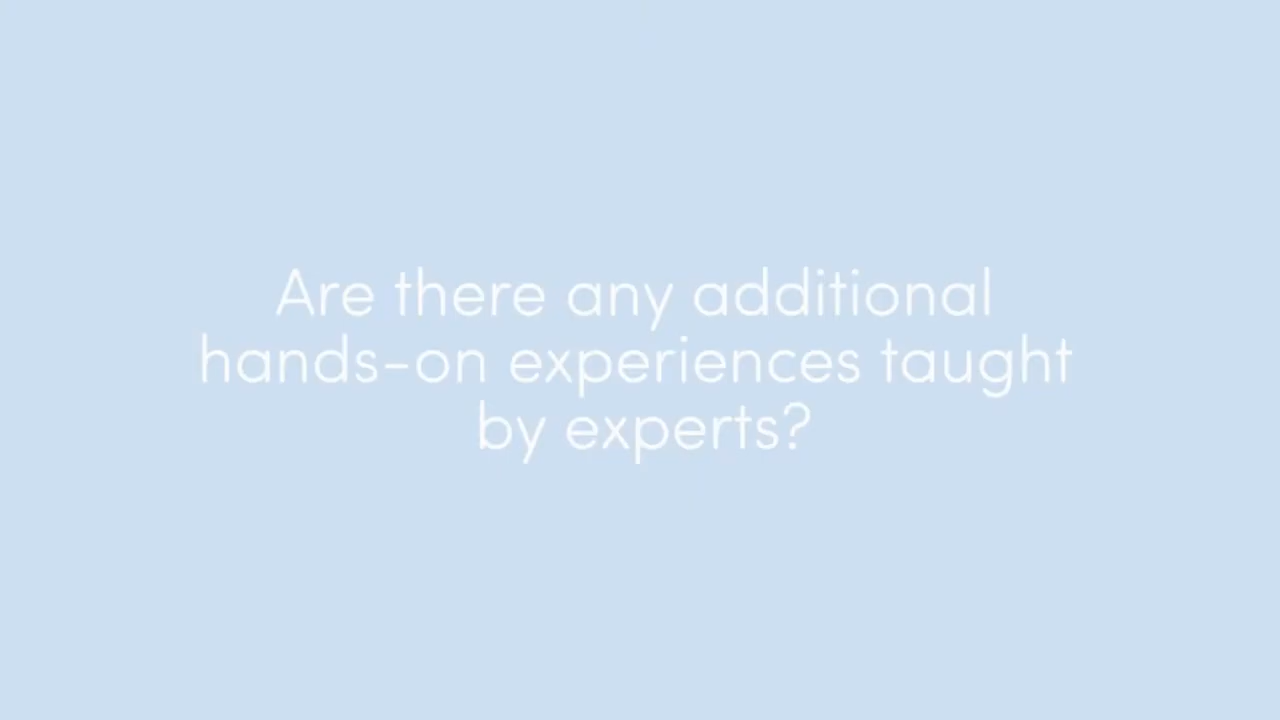 Are there any additional
hands-on experiences taught
by experts?